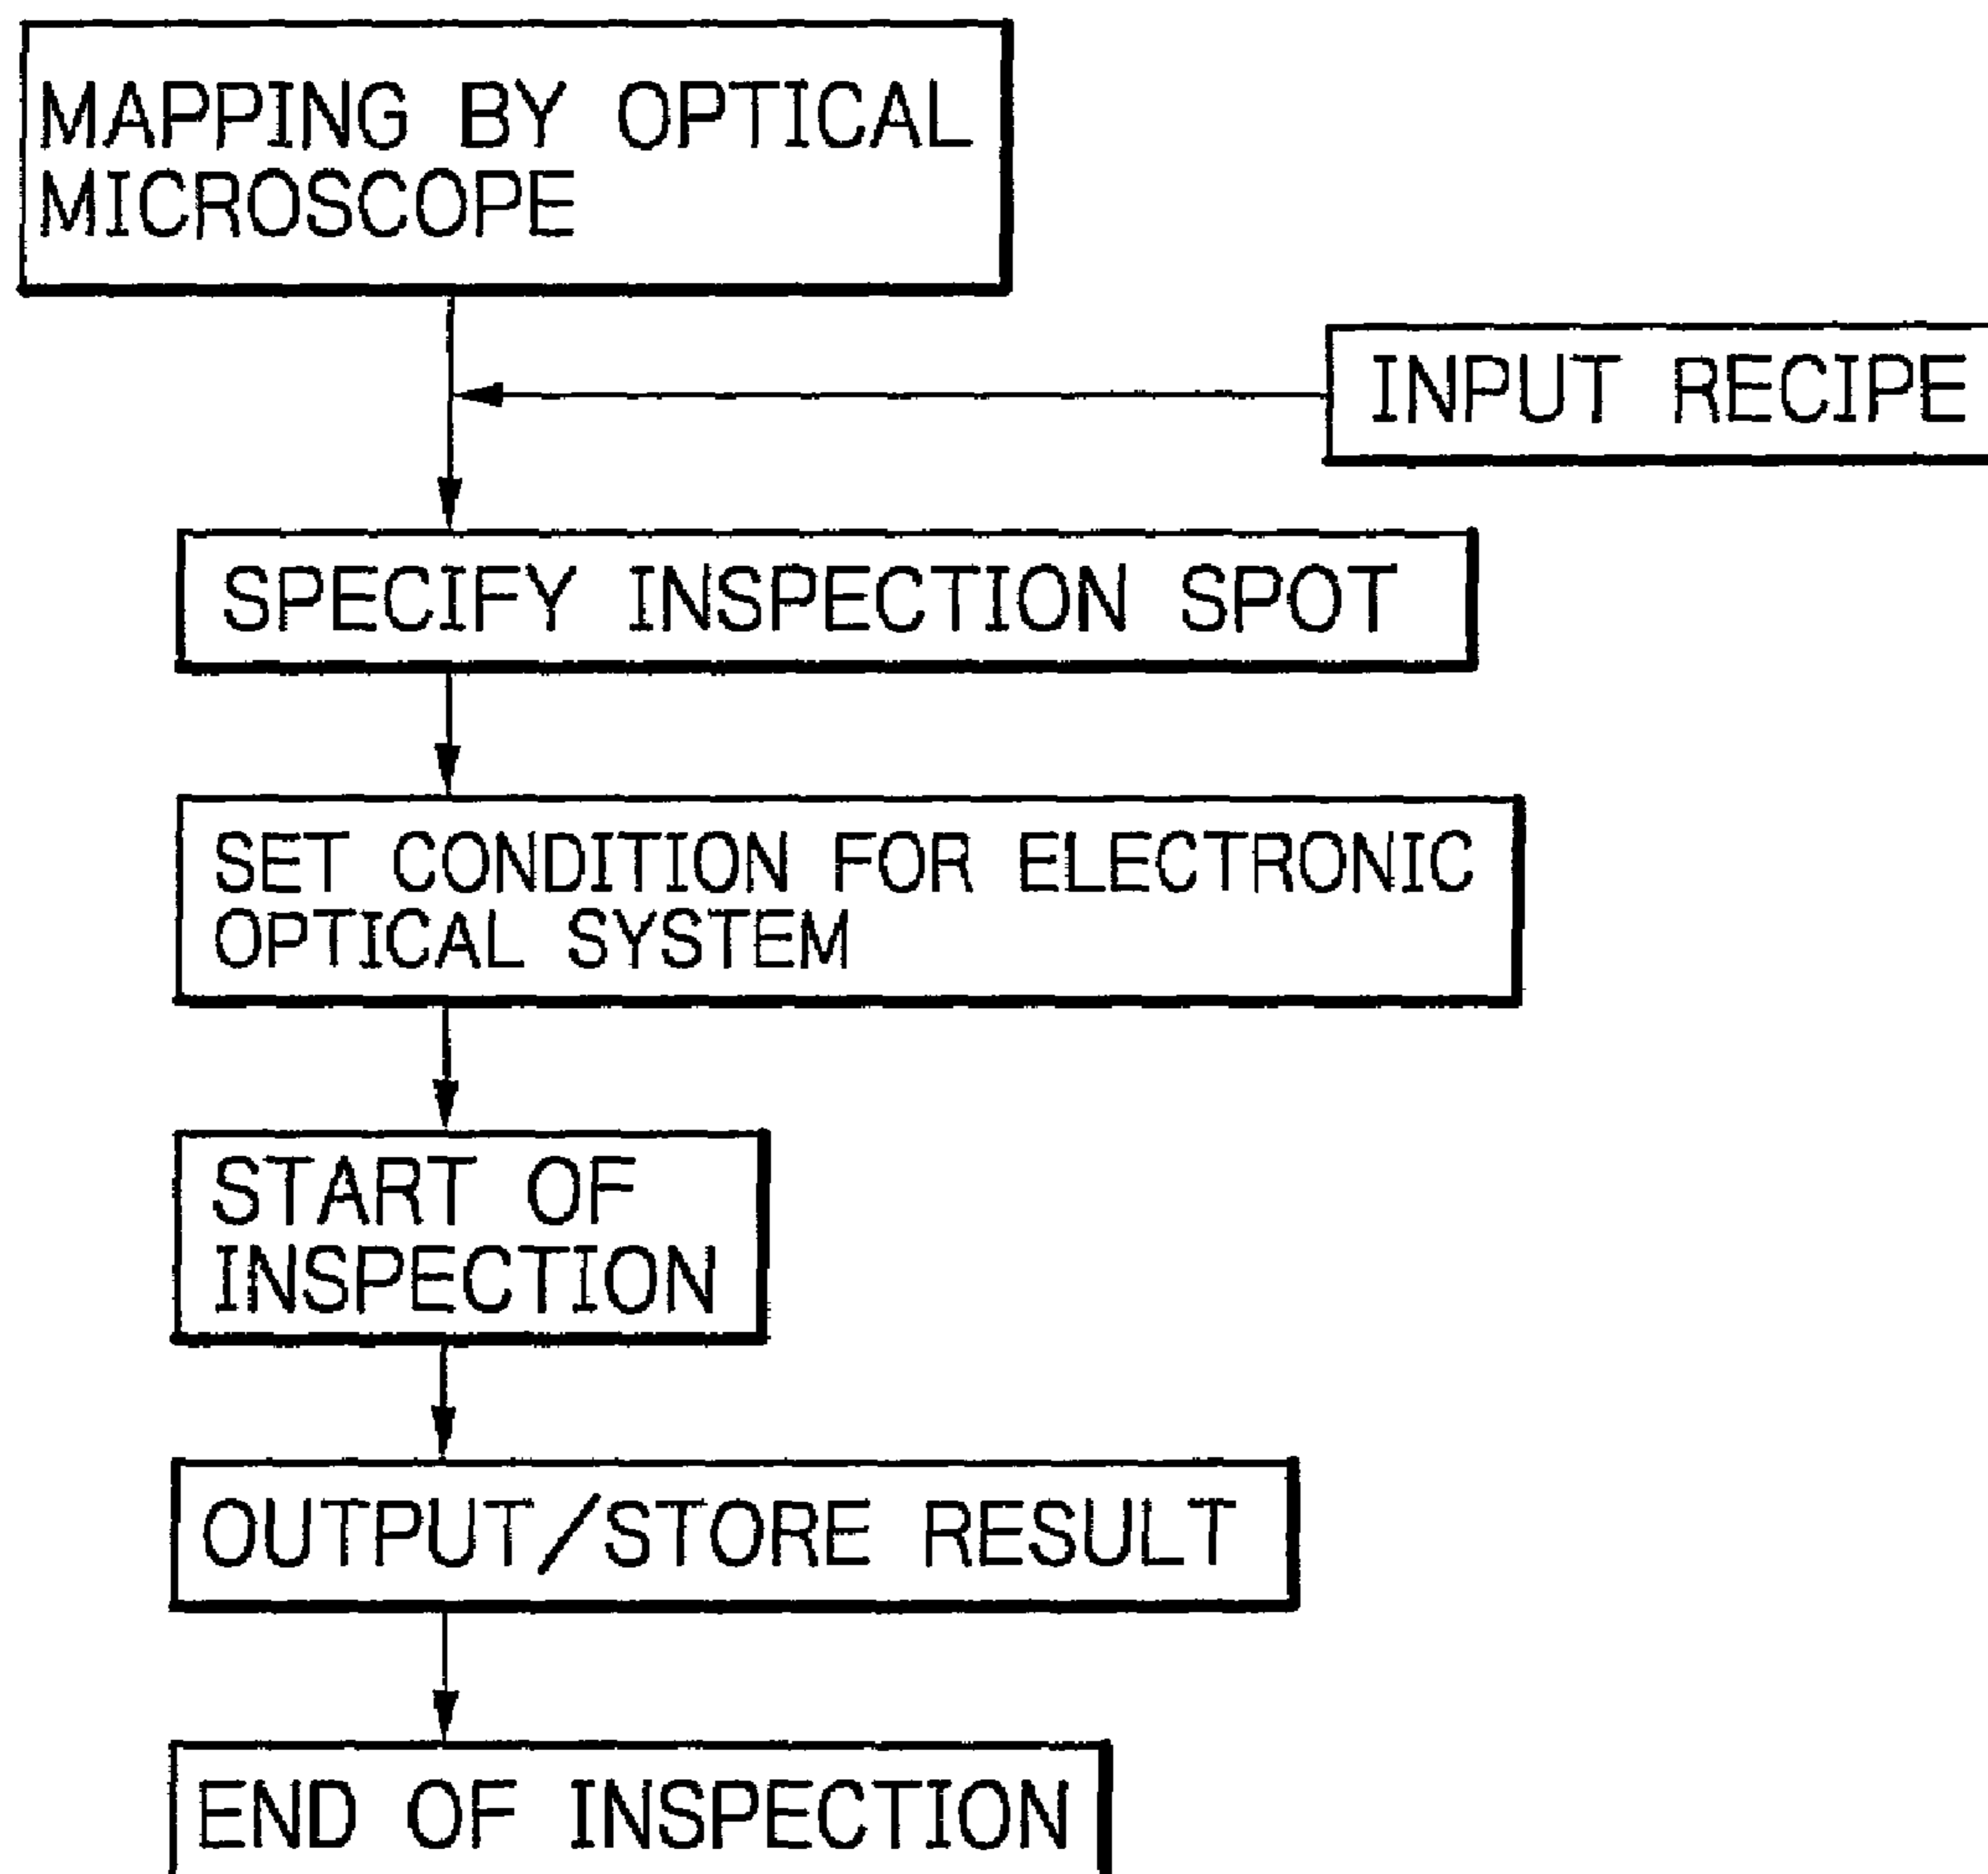 MAPPING BY OPTICAL
MICROSCOPE
INPUT RECIPE
SPECIFY INSPECTION SPOT
SET CONDITION FOR ELECTRONIC
OPTICAL SYSTEM
START OF
INSPECTION
OUTPUT/STORE RESULT
END OF INSPECTION